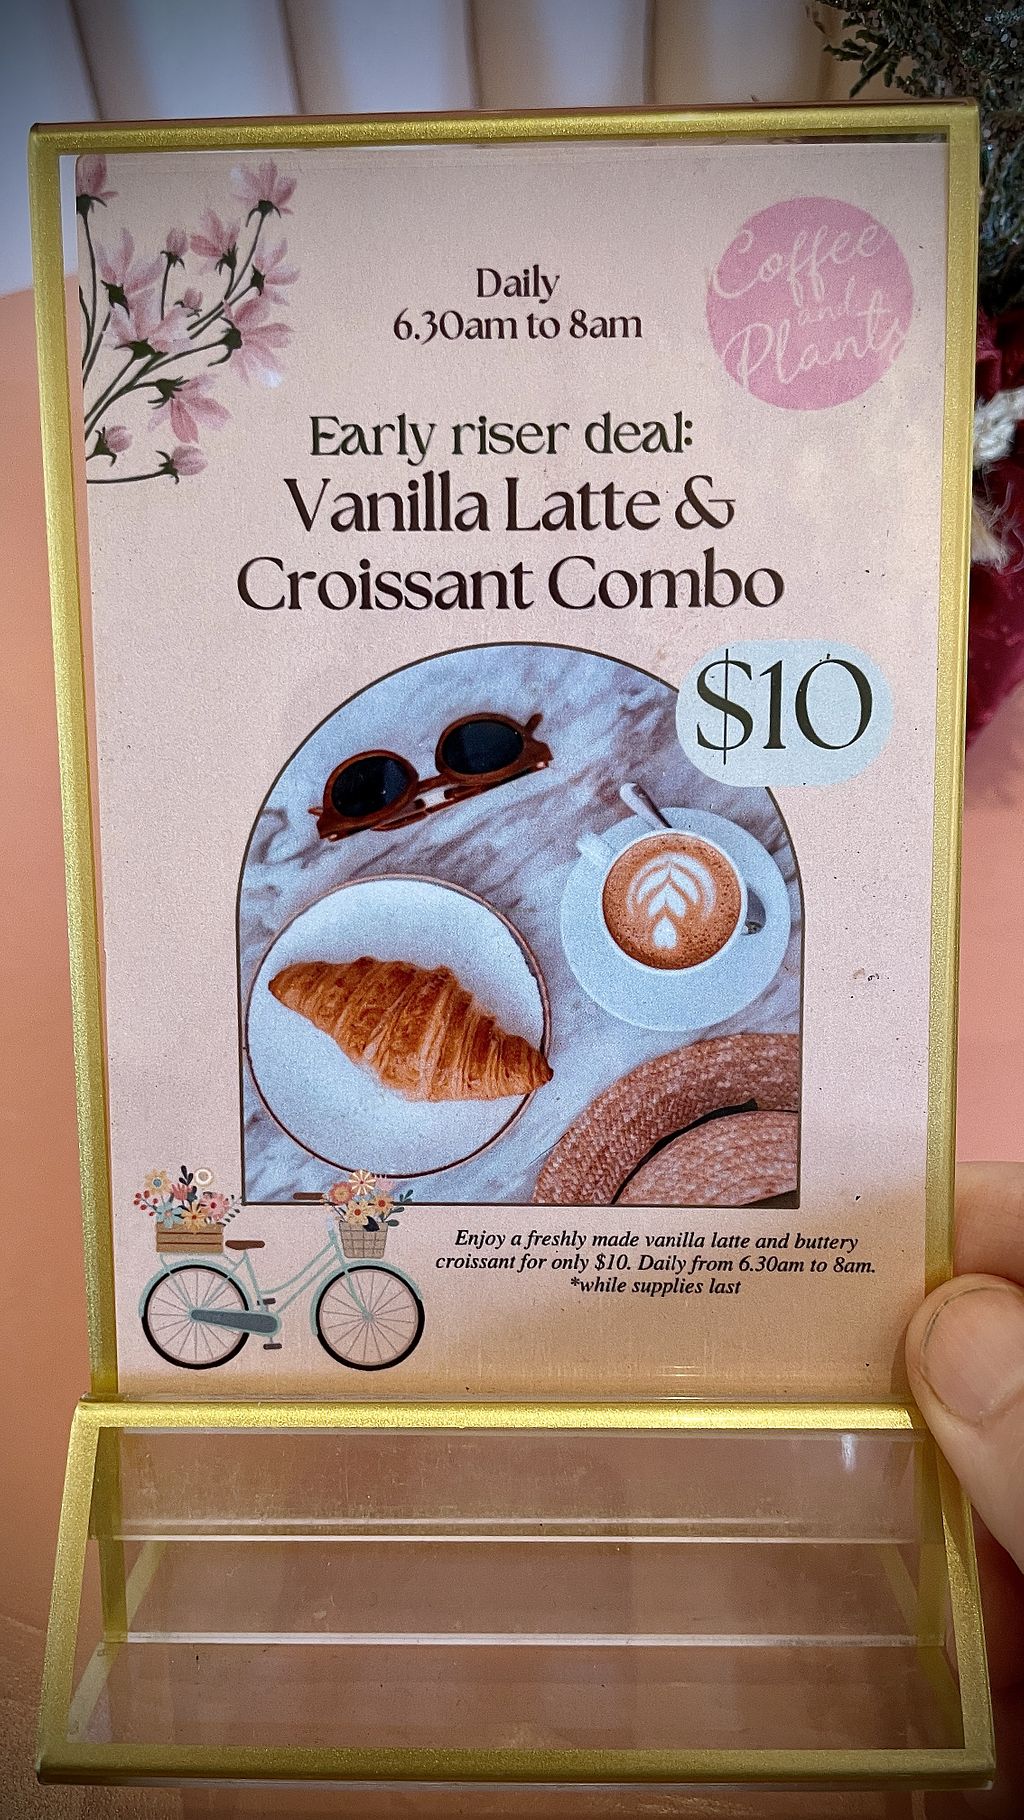 Daily
6.30am to 8am
Coffee
and
Plants
Early riser deal:
Vanilla Latte &
Croissant Combo
$10
Enjoy a freshly made vanilla latte and buttery
croissant for only $10. Daily from 6.30am to 8am.
*while supplies last